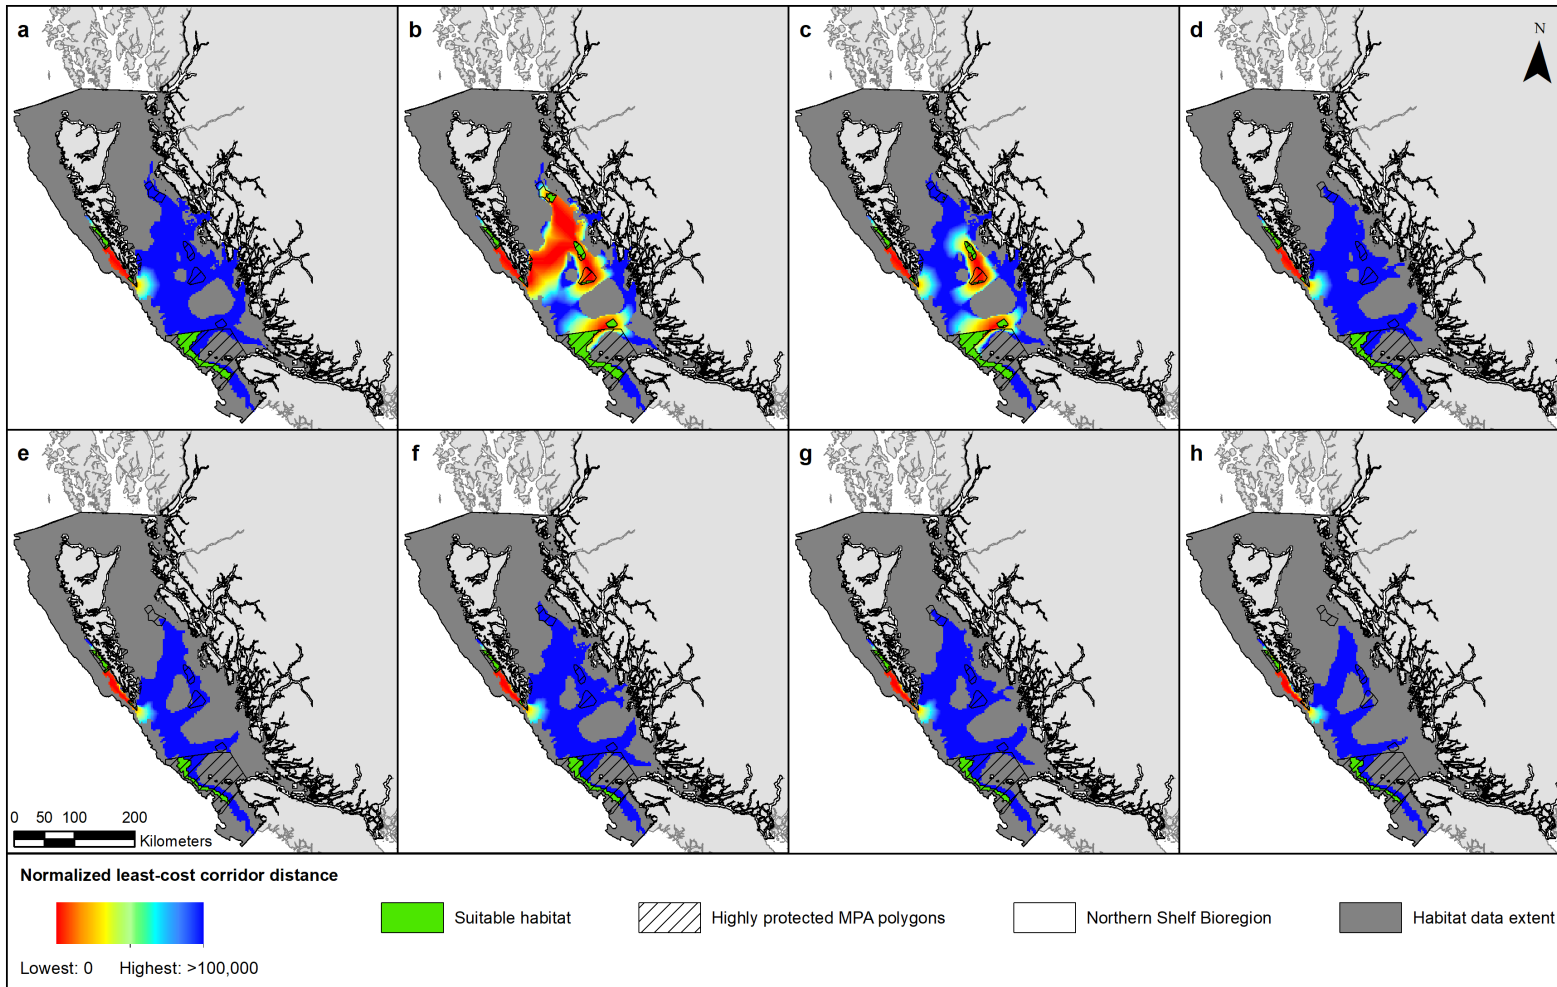 a
b
c
d
N
e
f
g
h
0 50 100 200
Kilometers
Normalized least-cost corridor distance
Suitable habitat
Highly protected MPA polygons
Northern Shelf Bioregion
Habitat data extent
Lowest: 0 Highest: >100,000